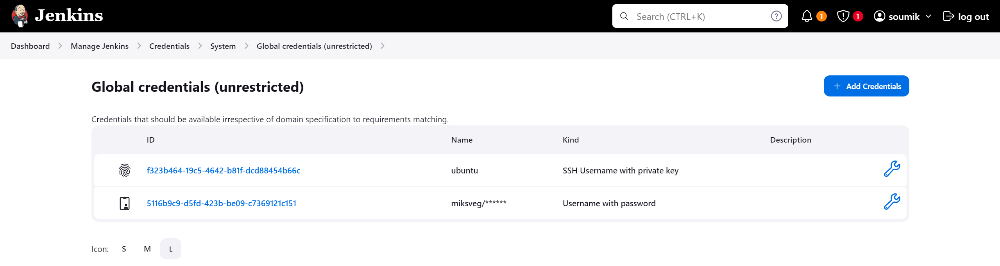 Jenkins
Search (CTRL+K)
1
1
soumik
log out
Dashboard
Manage Jenkins
Credentials
System
Global credentials (unrestricted)
Global credentials (unrestricted)
Add Credentials
Credentials that should be available irrespective of domain specification to requirements matching.
ID Name Kind Description
f323b464-19c5-4642-b81f-dcd88454b66c ubuntu SSH Username with private key
5116b9c9-d5fd-423b-be09-c7369121c151 miksveg/****** Username with password
Icon: S M L